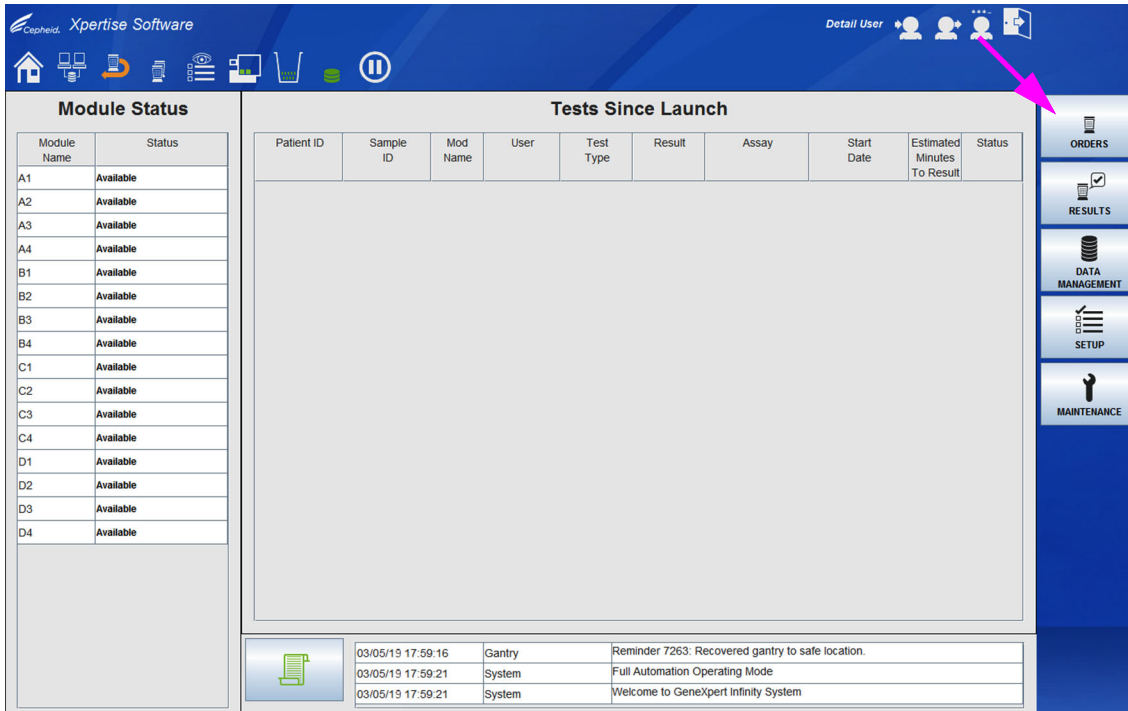 Cepheid. Xpertise Software
Detail User
Module Status
Module
Name
Status
A1 Available
A2 Available
A3 Available
A4 Available
B1 Available
B2 Available
B3 Available
B4 Available
C1 Available
C2 Available
C3 Available
C4 Available
D1 Available
D2 Available
D3 Available
D4 Available
Tests Since Launch
Patient ID
Sample
ID
Mod
Name
User
Test
Type
Result
Assay
Start
Date
Estimated
Minutes
To Result
Status
03/05/19 17:59:16 Gantry Reminder 7263: Recovered gantry to safe location.
03/05/19 17:59:21 System Full Automation Operating Mode
03/05/19 17:59:21 System Welcome to GeneXpert Infinity System
ORDERS
RESULTS
DATA
MANAGEMENT
SETUP
MAINTENANCE